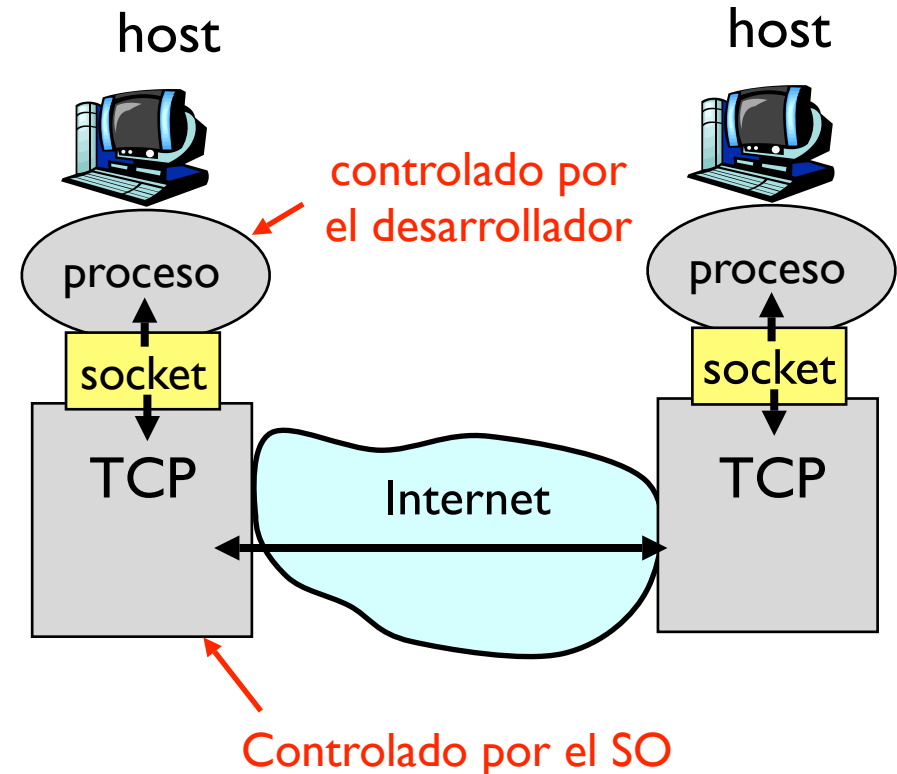 host
host
controlado por
el desarrollador
proceso
proceso
socket
socket
TCP
Internet
TCP
Controlado por el SO